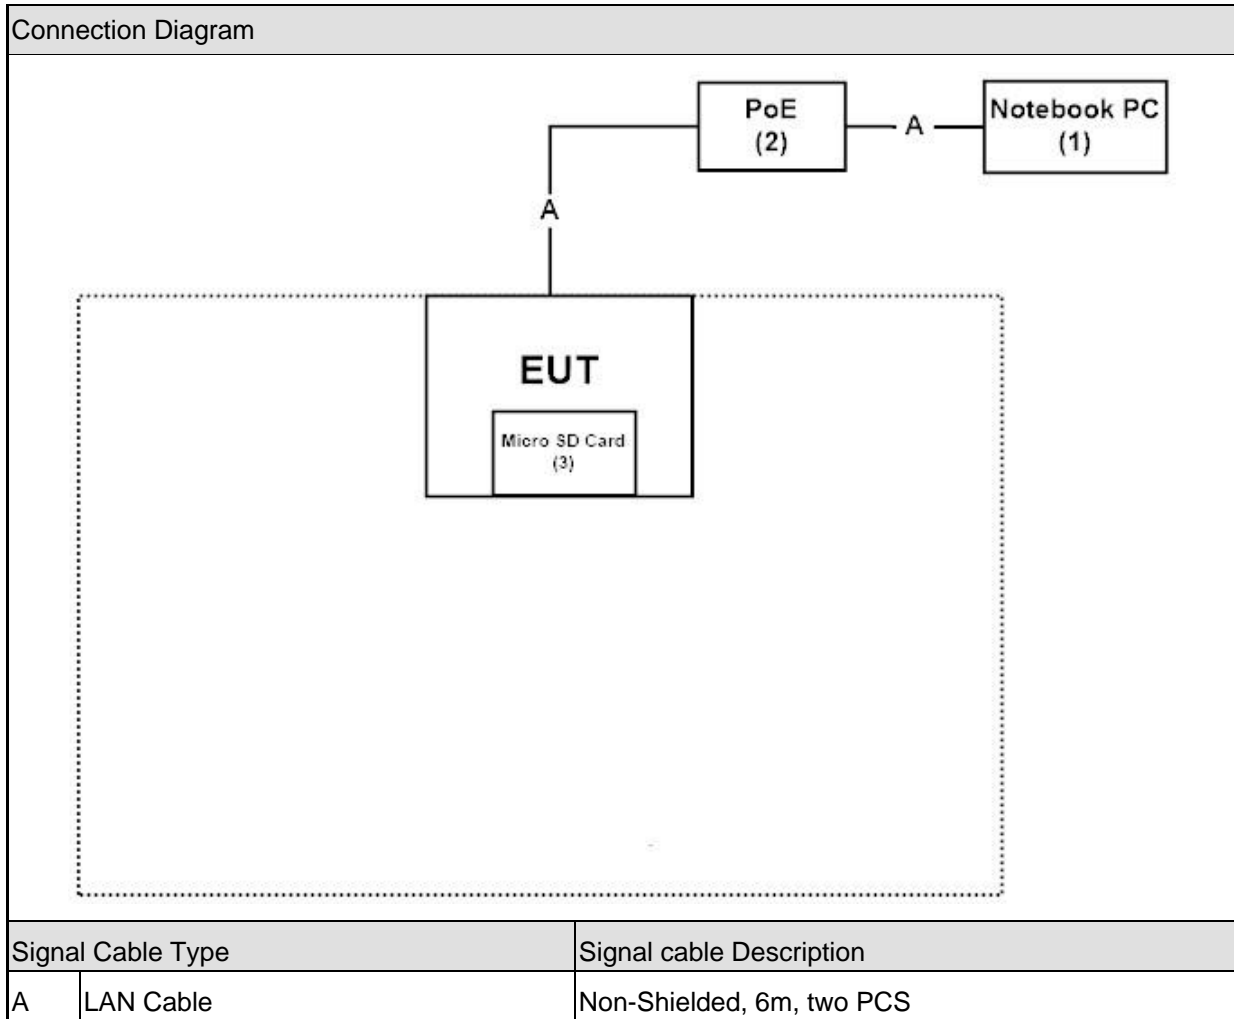 Connection Diagram
PoE
(2)
A
Notebook PC
(1)
A
EUT
Micro SD Card
(3)
Signal Cable Type
Signal cable Description
A
LAN Cable
Non-Shielded, 6m, two PCS